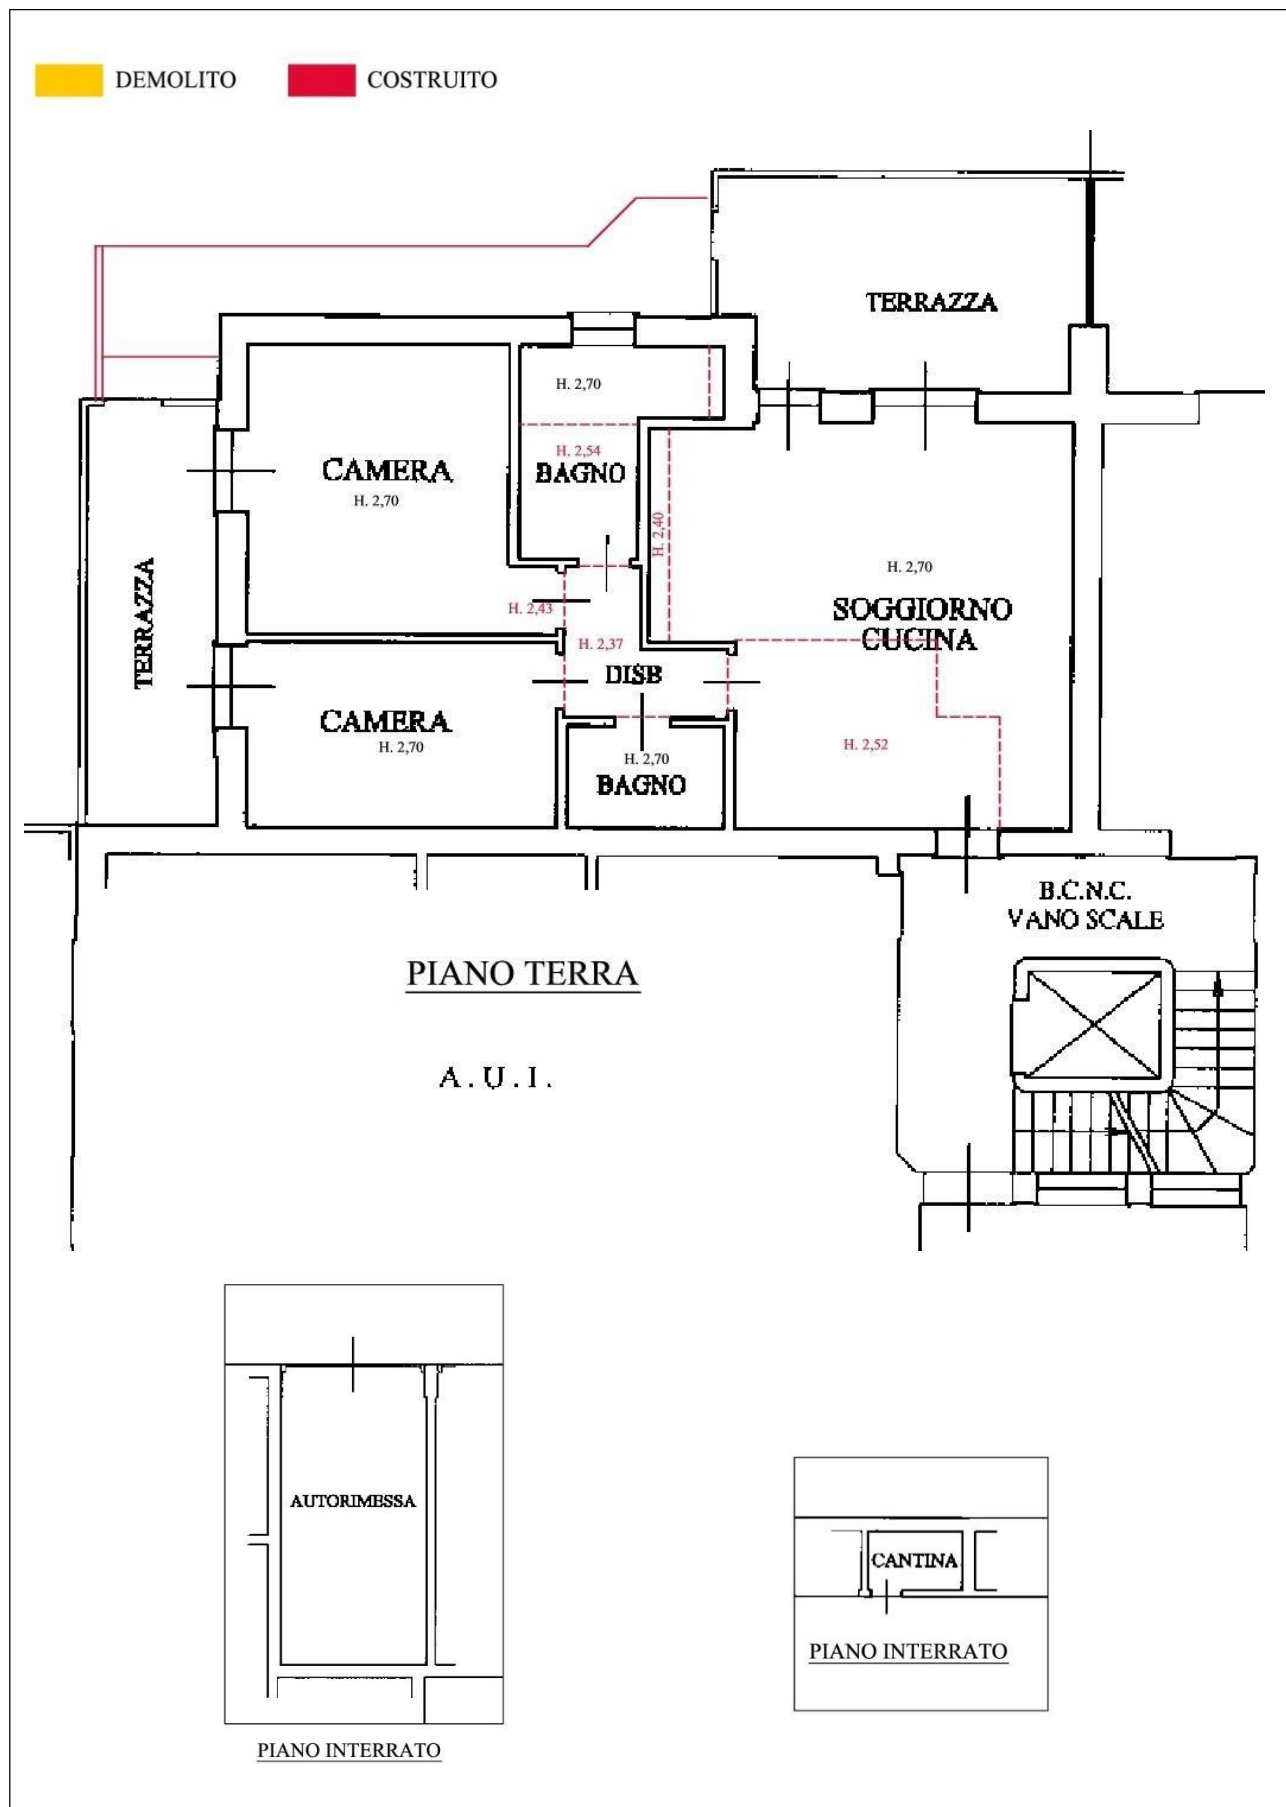 DEMOLITO
COSTRUITO
TERRAZZA
H. 2,70
H. 2,54
BAGNO
CAMERA
H. 2,70
H. 2,40
H. 2,70
SOGGIORNO
CUCINA
TERRAZZA
H. 2,43
H. 2,37
DISB
CAMERA
H. 2,70
H. 2,52
H. 2,70
BAGNO
B.C.N.C.
VANO SCALE
PIANO TERRA
A.U.I.
AUTORIMESSA
PIANO INTERRATO
CANTINA
PIANO INTERRATO